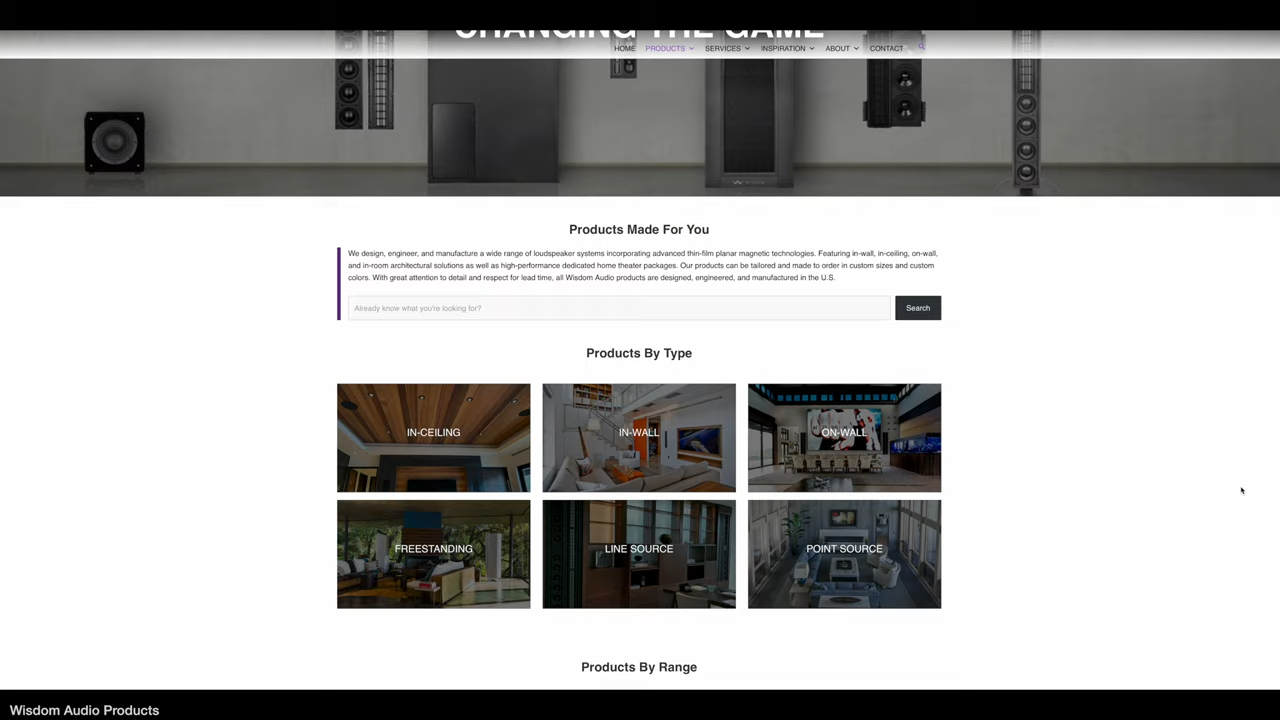 CHANGING THE GAME
HOME PRODUCTS SERVICES INSPIRATION ABOUT CONTACT
WISDOM
Products Made For You
We design, engineer, and manufacture a wide range of loudspeaker systems incorporating advanced thin-film planar magnetic technologies. Featuring in-wall, in-ceiling, on-wall,
and in-room architectural solutions as well as high-performance dedicated home theater packages. Our products can be tailored and made to order in custom sizes and custom
colors. With great attention to detail and respect for lead time, all Wisdom Audio products are designed, engineered, and manufactured in the U.S.
Already know what you're looking for? Search
Products By Type
IN-CEILING IN-WALL ON-WALL
FREESTANDING LINE SOURCE POINT SOURCE
Products By Range
Wisdom Audio Products